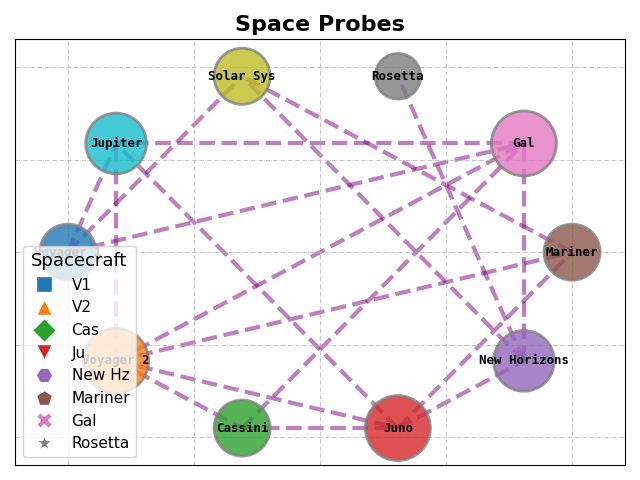 Space Probes
Solar Sys
Rosetta
Jupiter
Gal
Voyager
Mariner
Voyager 2
New Horizons
Cassini
Juno
Spacecraft
V1
V2
Cas
Ju
New Hz
Mariner
Gal
Rosetta